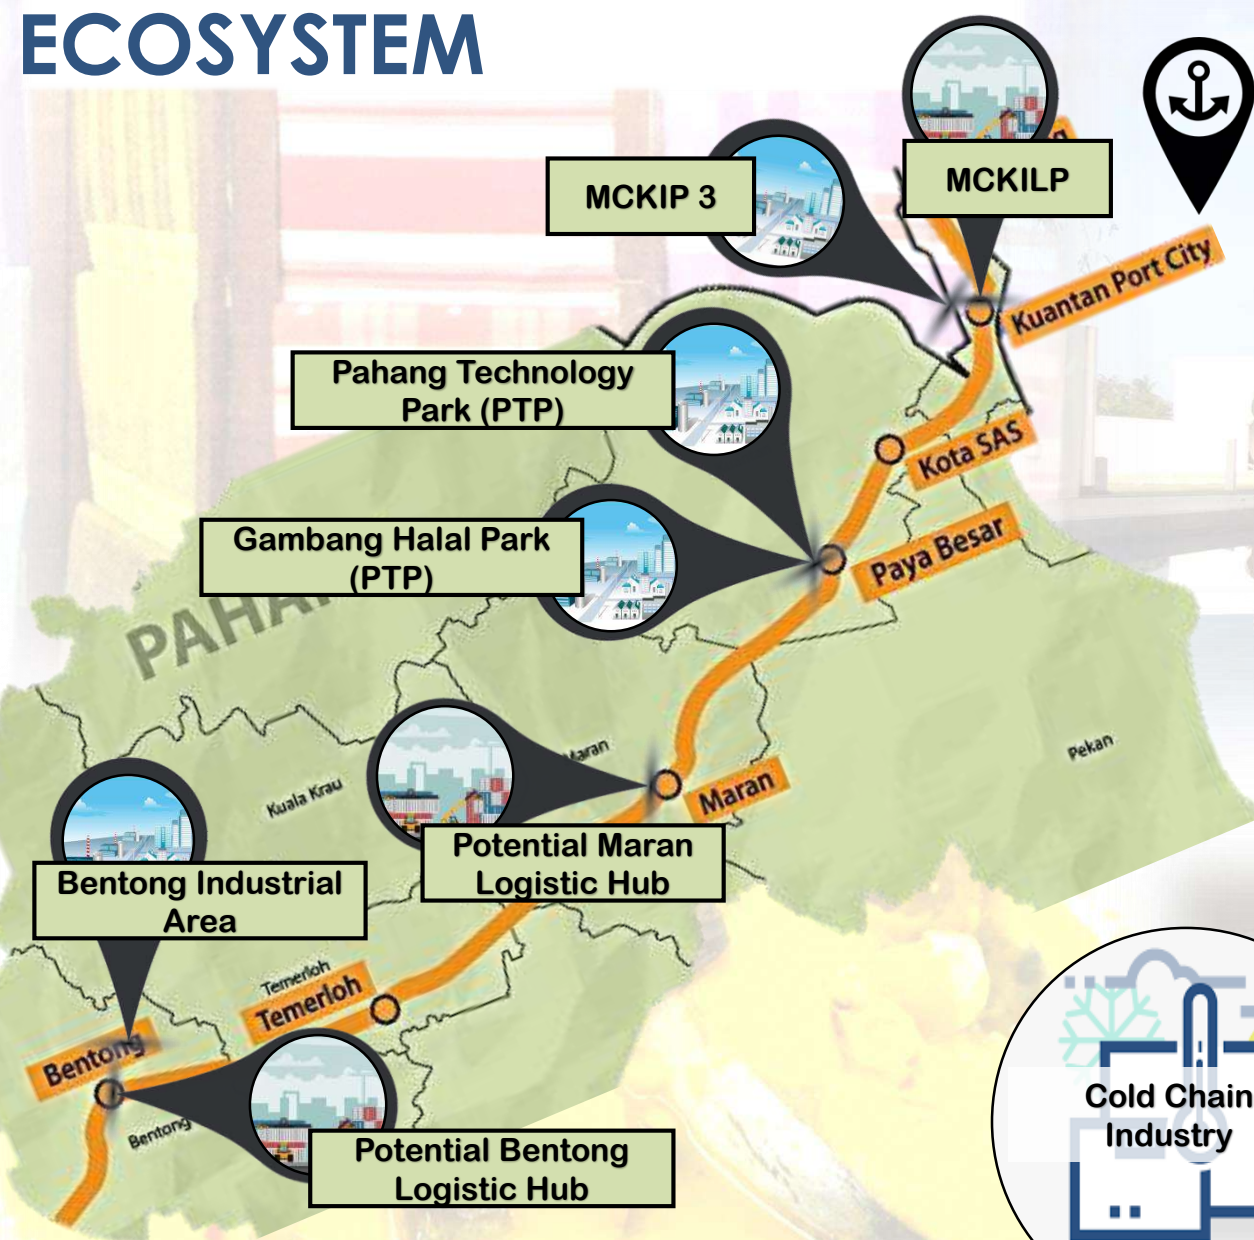 ECOSYSTEM
MCKILP
MCKIP 3
Kuantan Port City
Pahang Technology
Park (PTP)
Kota SAS
Gambang Halal Park
(PTP)
Paya Besar
Pekan
Maran
Kuala Krau
Maran
Potential Maran
Logistic Hub
Bentong Industrial
Area
Temerloh
Temerloh
Bentong
Bentong
Potential Bentong
Logistic Hub
Cold Chain
Industry